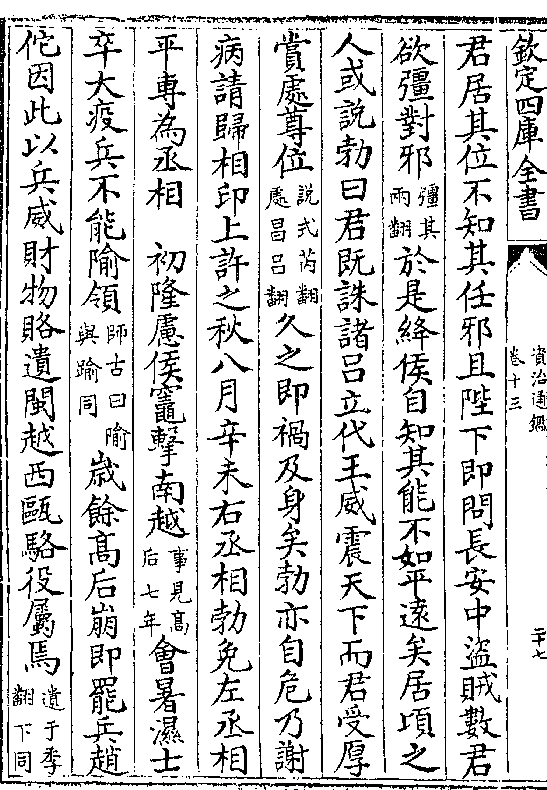 欽定四庫全書
資治通鑑
卷十三
二十七
君居其位不知其任邪且陛下即問長安中盜賊數君
欲彊對邪彊其兩翻於是絳侯自知其能不如平遠矣居頃之
人或說勃曰君既誅諸呂立代王威震天下而君受厚
賞處尊位說式芮翻處昌呂翻久之即禍及身矣勃亦自危乃謝
病請歸相印上許之秋八月辛未右丞相勃免左丞相
平専為丞相 初隆慮侯竈擊南越事見髙后七年會暑濕士
卒大疫兵不能隃領師古曰隃與踰同歳餘髙后崩即罷兵趙
佗因此以兵威財物賂遺閩越西甌駱役屬焉遺于季翻下同